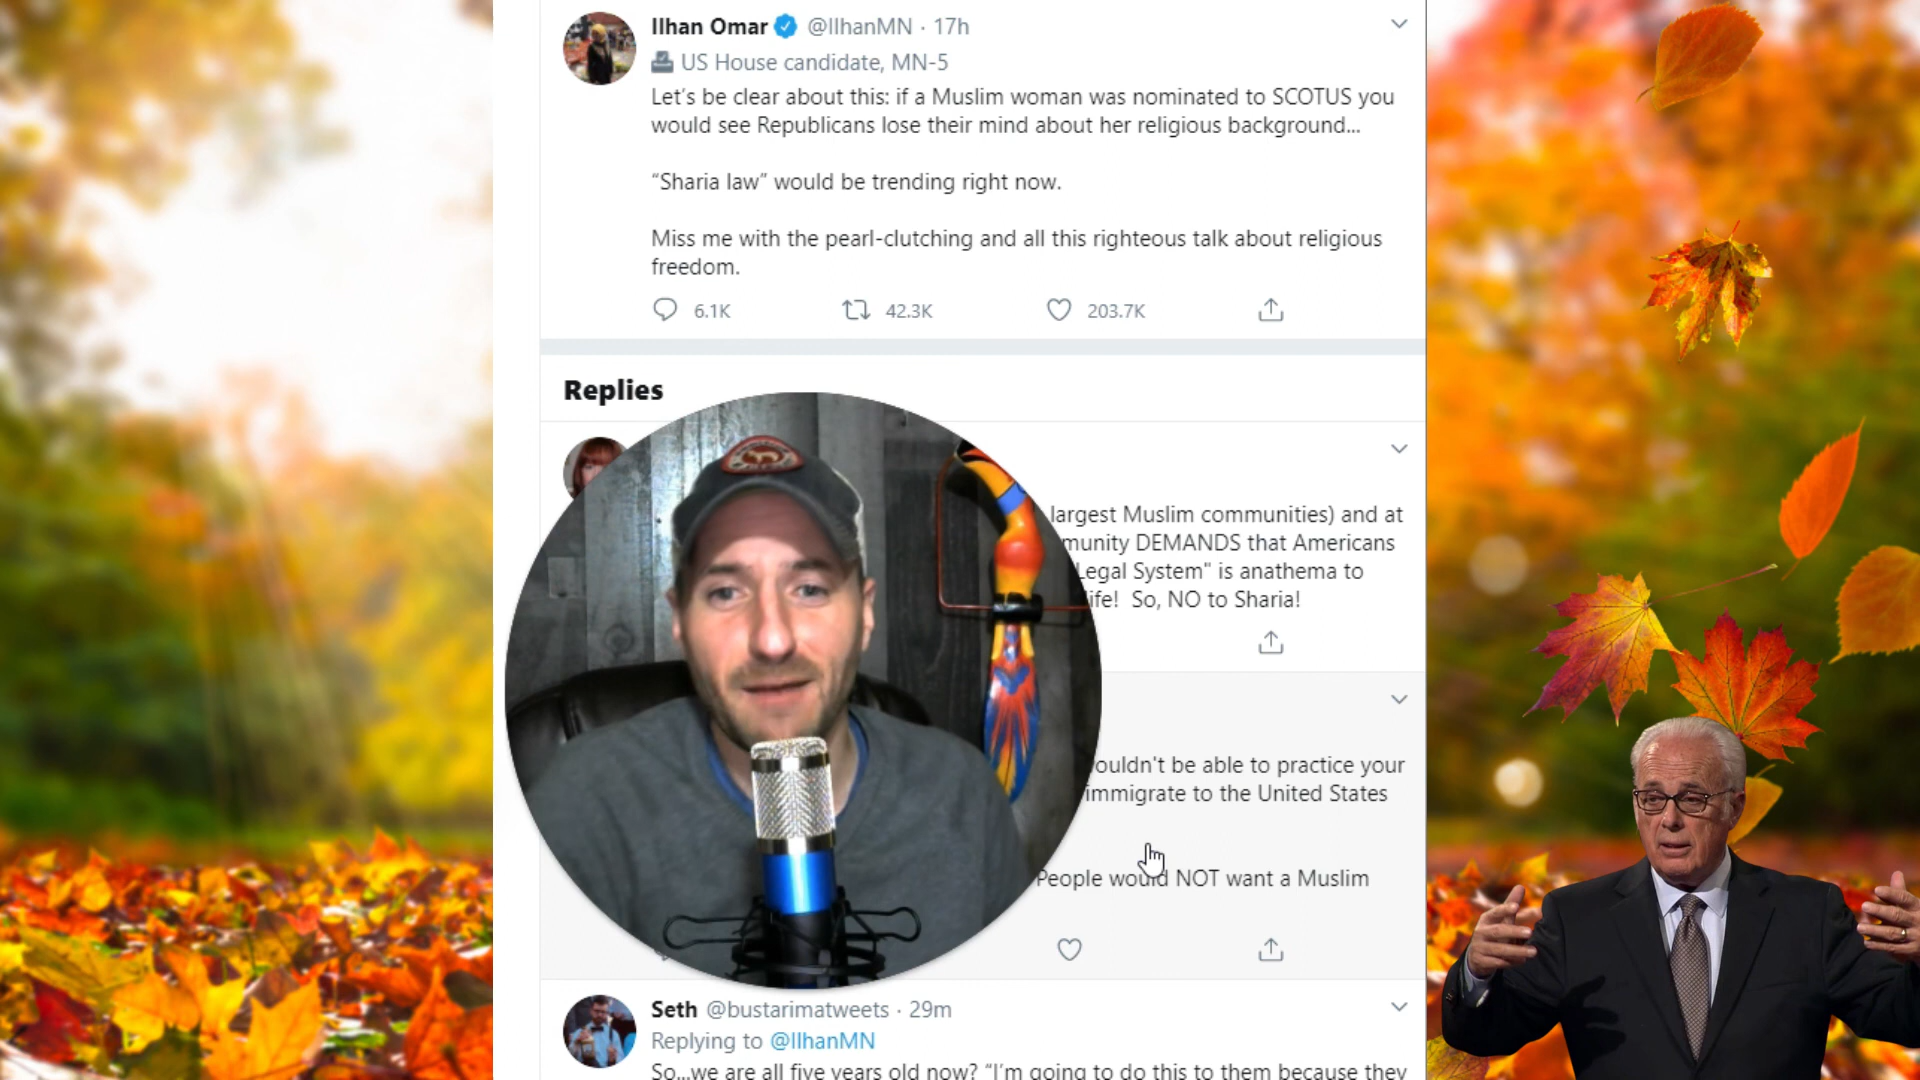 Ilhan Omar @IlhanMN · 17h
US House candidate, MN-5
Let's be clear about this: if a Muslim woman was nominated to SCOTUS you
would see Republicans lose their mind about her religious background...
“Sharia law” would be trending right now.
Miss me with the pearl-clutching and all this righteous talk about religious
freedom.
6.1K 42.3K 203.7K
Replies
largest Muslim communities) and at
DEMANDS that Americans
Legal System" is anathema to
So, NO to Sharia!
be able to practice your
immigrate to the United States
People would NOT want a Muslim
Seth @bustarimatweets · 29m
Replying to @IlhanMN
So...we are all five years old now? “I'm going to do this to them because they